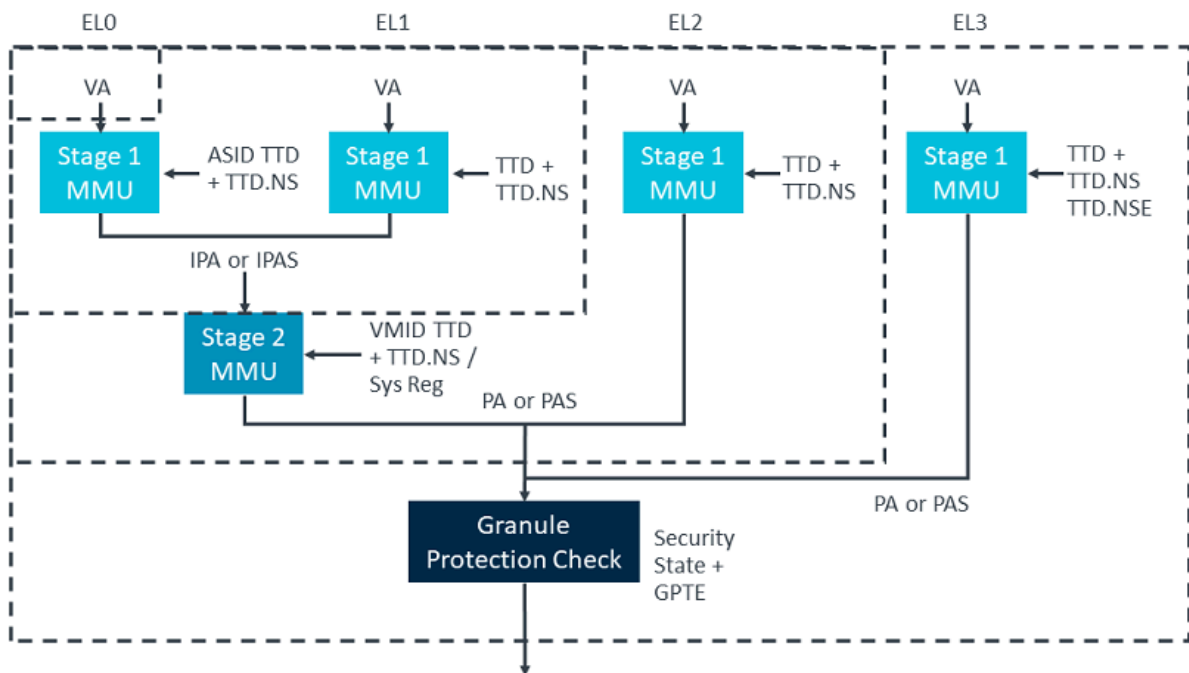 EL0
EL1
EL2
EL3
VA
VA
VA
VA
Stage 1
MMU
ASID TTD
+ TTD.NS
Stage 1
MMU
TTD +
TTD.NS
Stage 1
MMU
TTD +
TTD.NS
Stage 1
MMU
TTD +
TTD.NS
TTD.NSE
IPA or IPAS
Stage 2
MMU
VMID TTD
+ TTD.NS /
Sys Reg
PA or PAS
PA or PAS
Granule
Protection Check
Security
State +
GPTE